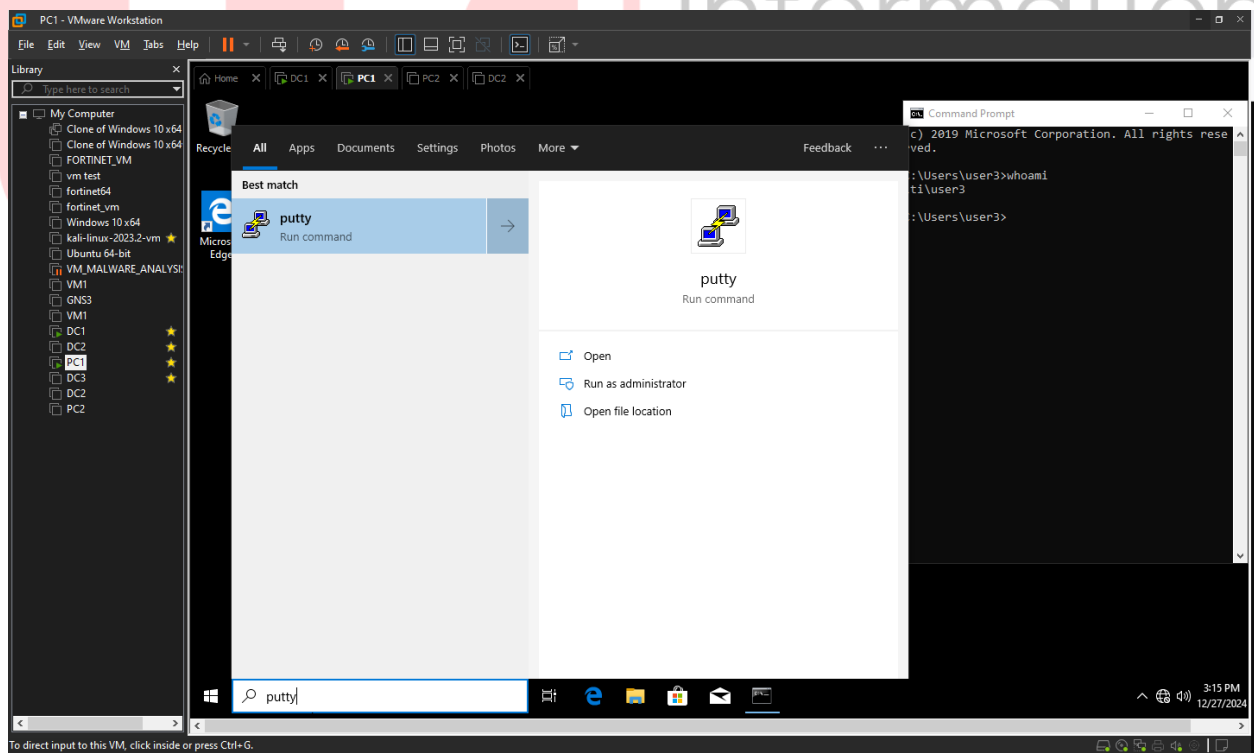 Information
PC1 - VMware Workstation
File Edit View VM Tabs Help
Library
Type here to search
My Computer
Clone of Windows 10 x64
Clone of Windows 10 x64
FORTINET_VM
vm test
fortinet64
fortinet_vm
Windows 10 x64
kali-linux-2023.2-vm
Ubuntu 64-bit
VM_MALWARE_ANALYSI
VM1
GNS3
VM1
DC1
DC2
PC1
DC3
DC2
PC2
Home DC1 PC1 PC2 DC2
Recycle
Micros
Edge
All Apps Documents Settings Photos More Feedback ...
Best match
putty
Run command
putty
Run command
Open
Run as administrator
Open file location
putty
Command Prompt
c) 2019 Microsoft Corporation. All rights rese
ved.
:\Users\user3>whoami
ti\user3
:\Users\user3>
3:15 PM
12/27/2024
To direct input to this VM, click inside or press Ctrl+G.